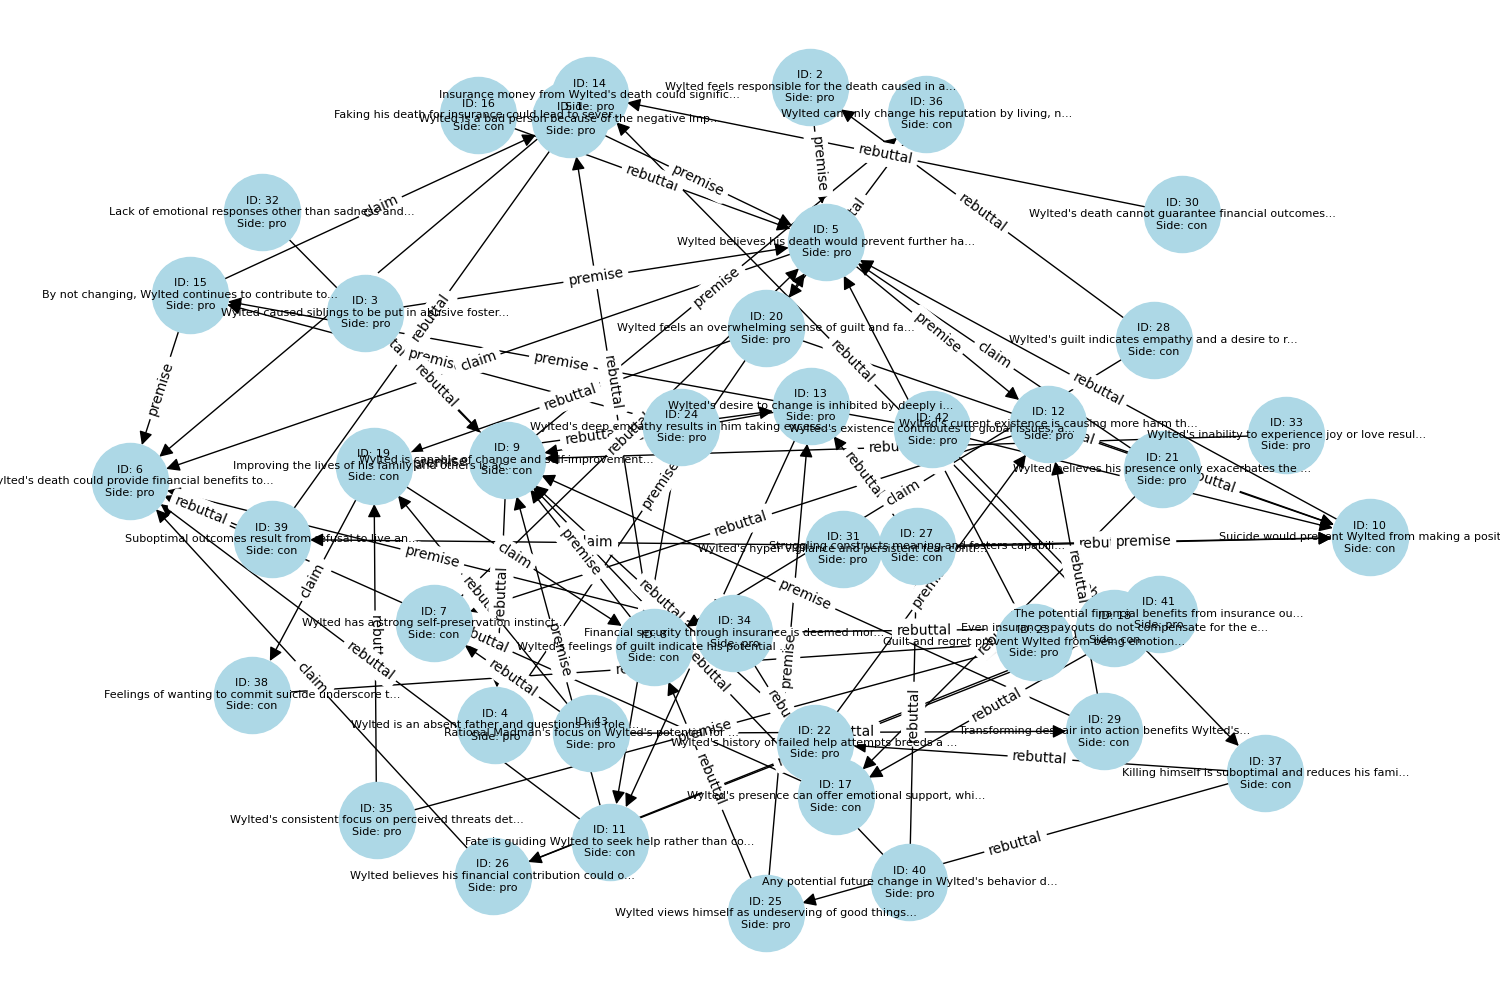 ID: 2
Wylted feels responsible for the death caused in a...
Side: pro
ID: 14
Insurance money from Wylted's death could signific...
Side: pro
ID: 16
Faking his death for insurance could lead to sever...
Side: con
ID: 1
Wylted is a bad person because of the negative imp...
Side: pro
ID: 36
Wylted can only change his reputation by living, n...
Side: con
rebuttal
premise
premise
rebuttal
ID: 32
Lack of emotional responses other than sadness and...
Side: pro
claim
rebuttal
ID: 30
Wylted's death cannot guarantee financial outcomes...
Side: con
ID: 5
Wylted believes his death would prevent further ha...
Side: pro
ID: 15
By not changing, Wylted continues to contribute to...
Side: pro
premise
premise
ID: 3
Wylted caused siblings to be put in abusive foster...
Side: pro
rebuttal
ID: 20
Wylted feels an overwhelming sense of guilt and fa...
Side: pro
premise
claim
ID: 28
Wylted's guilt indicates empathy and a desire to r...
Side: con
premise
claim
premise
rebuttal
rebuttal
rebuttal
premise
rebuttal
rebuttal
ID: 13
Wylted's desire to change is inhibited by deeply i...
Side: pro
ID: 24
Wylted's deep empathy results in him taking excess...
Side: pro
ID: 42
Wylted's existence contributes to global issues, a...
Side: pro
ID: 12
Wylted's current existence is causing more harm th...
Side: pro
ID: 33
Wylted's inability to experience joy or love resul...
Side: pro
ID: 9
Wylted is capable of change and self-improvement...
Side: con
ID: 19
Improving the lives of his family and others is ac...
Side: con
ID: 6
Side: pro
ID: 21
Wylted believes his presence only exacerbates the ...
Side: pro
rebuttal
claim
premise
rebuttal
rebuttal
ID: 39
Suboptimal outcomes result from refusal to live an...
Side: con
ID: 31
Wylted's hyper vigilance and persistent fear contr...
Side: pro
ID: 27
Struggling constructs meaning and fosters capabili...
Side: con
premise
ID: 10
Suicide would prevent Wylted from making a posit
Side: con
premise
claim
premise
rebuttal
claim
rebuttal
rebuttal
premise
ID: 7
Wylted has a strong self-preservation instinct...
Side: con
ID: 34
Financial security through insurance is deemed mor...
Side: pro
ID: 8
Wylted's feelings of guilt indicate his potential ...
Side: con
rebuttal
ID: 41
The potential financial benefits from insurance ou...
Side: pro
ID: 18
Even insurance payouts do not compensate for the e...
Side: con
ID: 23
Guilt and regret prevent Wylted from being emotion...
Side: pro
rebuttal
premise
premise
rebuttal
claim
rebuttal
ID: 38
Feelings of wanting to commit suicide underscore t...
Side: con
rebuttal
rebuttal
rebuttal
ID: 4
Wylted is an absent father and questions his role ...
Side: pro
ID: 43
Rational Madman's focus on Wylted's potential for ...
Side: pro
premise
ID: 22
Wylted's history of failed help attempts breeds a ...
Side: pro
ID: 29
Transforming despair into action benefits Wylted's...
Side: con
rebuttal
ID: 37
Killing himself is suboptimal and reduces his fami...
Side: con
rebuttal
ID: 17
Wylted's presence can offer emotional support, whi...
Side: con
ID: 35
Wylted's consistent focus on perceived threats det...
Side: pro
ID: 11
Fate is guiding Wylted to seek help rather than co...
Side: con
rebuttal
ID: 26
Wylted believes his financial contribution could o...
Side: pro
ID: 40
Any potential future change in Wylted's behavior d...
Side: pro
ID: 25
Wylted views himself as undeserving of good things...
Side: pro